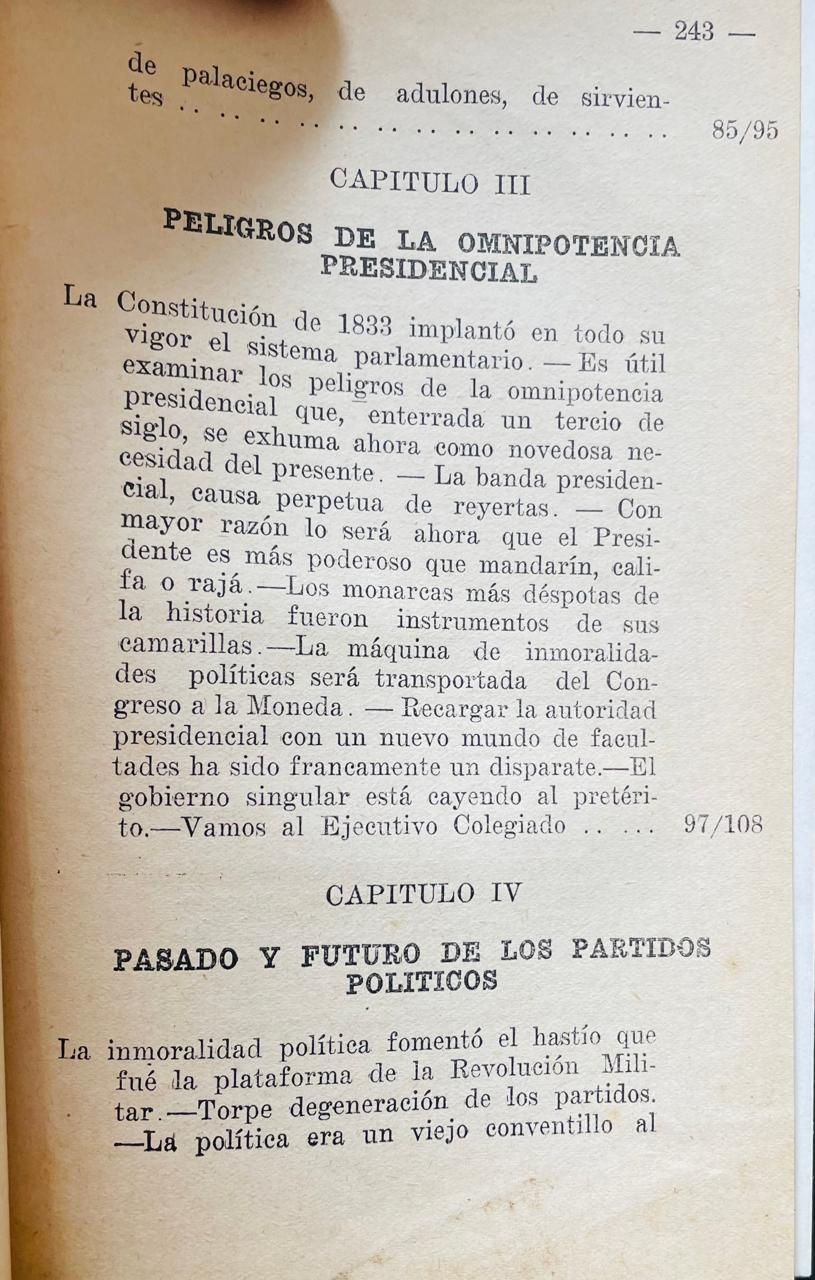 — 243 —
de palaciegos, de adulones, de sirvien-
tes .. .. .. .. .. .. .. .. .. .. .. .. .. 85/95
CAPITULO III
PELIGROS DE LA OMNIPOTENCIA
PRESIDENCIAL
La Constitución de 1833 implantó en todo su
vigor el sistema parlamentario. — Es útil
examinar los peligros de la omnipotencia
presidencial que, enterrada un tercio de
siglo, se exhuma ahora como novedosa ne-
cesidad del presente. — La banda presiden-
cial, causa perpetua de reyertas. — Con
mayor razón lo será ahora que el Presi-
dente es más poderoso que mandarín, cali-
fa o rajá.—Los monarcas más déspotas de
la historia fueron instrumentos de sus
camarillas.—La máquina de inmoralida-
des políticas será transportada del Con-
greso a la Moneda. — Recargar la autoridad
presidencial con un nuevo mundo de facul-
tades ha sido francamente un disparate.—El
gobierno singular está cayendo al pretéri-
to.—Vamos al Ejecutivo Colegiado .. ... 97/108
CAPITULO IV
PASADO Y FUTURO DE LOS PARTIDOS
POLITICOS
La inmoralidad política fomentó el hastío que
fué la plataforma de la Revolución Mili-
tar.—Torpe degeneración de los partidos.
—La política era un viejo conventillo al